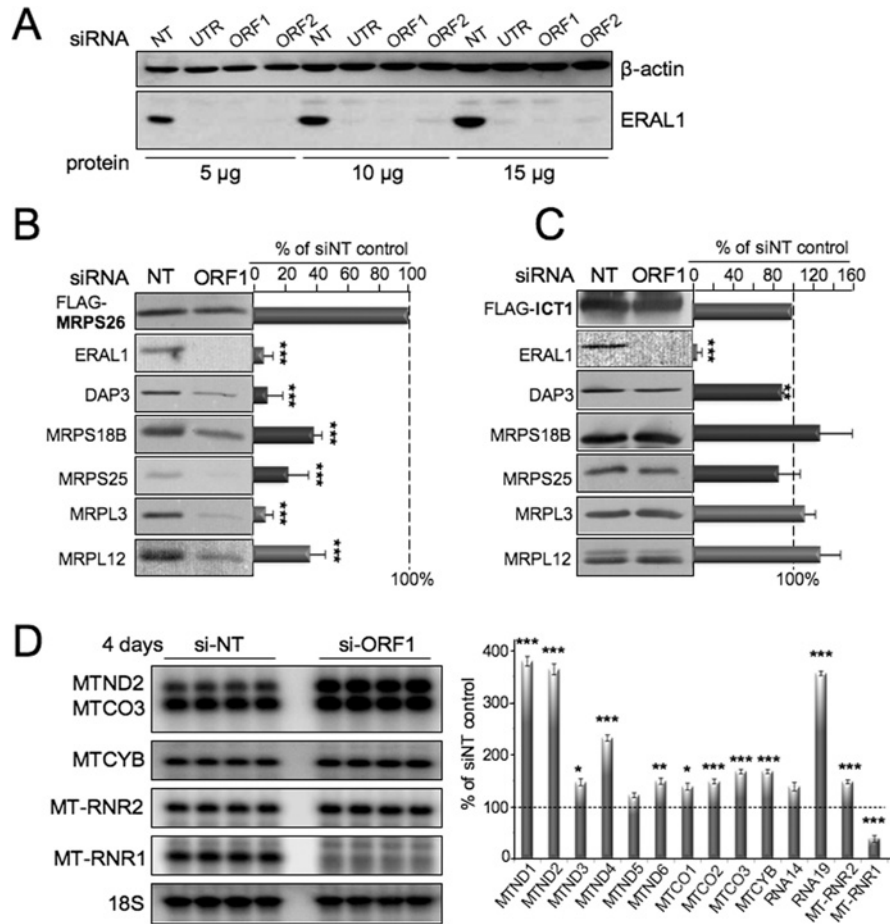 A
siRNA NT UTR ORF1 ORF2 NT UTR ORF1 ORF2 NT UTR ORF1 ORF2
β-actin
ERAL1
protein 5 µg 10 µg 15 µg
B
% of siNT control
siRNA NT ORF1 0 20 40 60 80 100
FLAG-
MRPS26
ERAL1 ***
DAP3 ***
MRPS18B ***
MRPS25 ***
MRPL3 ***
MRPL12 ***
100%
C
% of siNT control
siRNA NT ORF1 0 40 80 120 160
FLAG-ICT1
ERAL1 ***
DAP3 **
MRPS18B
MRPS25
MRPL3
MRPL12
100%
D
4 days si-NT si-ORF1
MTND2
MTCO3
MTCYB
MT-RNR2
MT-RNR1
18S
% of siNT control
400
300
200
100
0
*** *** * *** ** * *** *** *** *** *** ***
MTND1 MTND2 MTND3 MTND4 MTND5 MTND6 MTCO1 MTCO2 MTCO3 MTCYB RNA14 RNA19 MT-RNR2 MT-RNR1